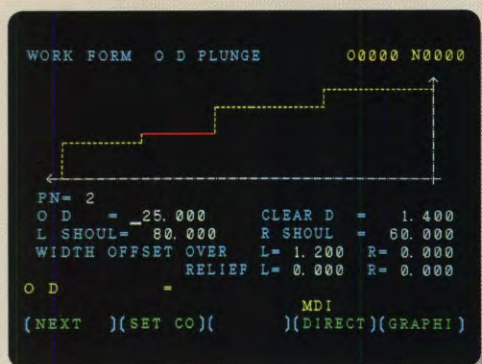 WORK FORM O D PLUNGE O0000 N0000
PN= 2
O D = 25.000 CLEAR D = 1.400
L SHOUL= 80.000 R SHOUL = 60.000
WIDTH OFFSET OVER L= 1.200 R= 0.000
RELIEF L= 0.000 R= 0.000
O D =
MDI
(NEXT )(SET CO)( )(DIRECT)(GRAPHI)